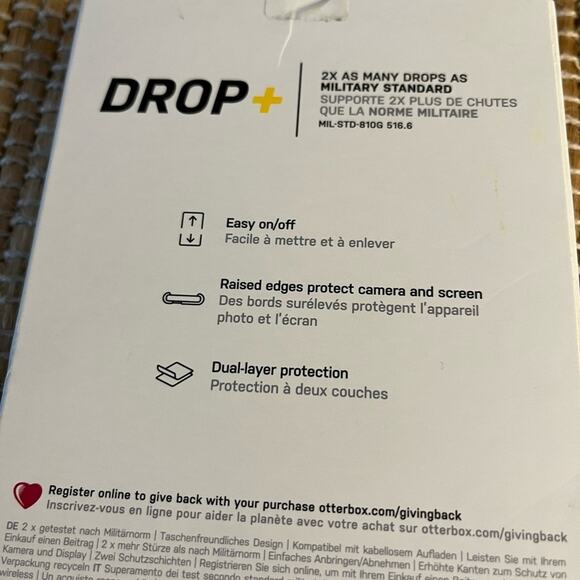 DROP+
2X AS MANY DROPS AS
MILITARY STANDARD
SUPPORTE 2X PLUS DE CHUTES
QUE LA NORME MILITAIRE
MIL-STD-810G 516.6
Easy on/off
Facile à mettre et à enlever
Raised edges protect camera and screen
Des bords surélevés protègent l'appareil
photo et l'écran
Dual-layer protection
Protection à deux couches
Register online to give back with your purchase otterbox.com/givingback
Inscrivez-vous en ligne pour aider la planète avec votre achat sur otterbox.com/givingback
DE 2 x getestet nach Militärnorm | Taschenfreundliches Design | Kompatibel mit kabellosem Aufladen | Leisten Sie mit Ihrem
Einkauf einen Beitrag | 2 x mehr Stürze als nach Militärnorm | Einfaches Anbringen/Abnehmen | Erhöhte Kanten zum Schutz von
Kamera und Display | Zwei Schutzschichten | Registrieren Sie sich online, um mit Ihrem Einkauf einen
Verpackung recyceln IT Superamento dei test secondo standard
wireless | Un acquisto